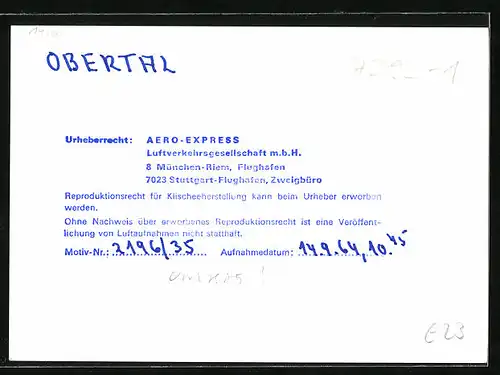 OBERTAL
Urheberrecht: AERO-EXPRESS
Luftverkehrsgesellschaft m.b.H.
8 München-Riem, Flughafen
7023 Stuttgart-Flughafen, Zweigbüro
Reproduktionsrecht für Klischeeherstellung kann beim Urheber erworben
werden.
Ohne Nachweis über erworbenes Reproduktionsrecht ist eine Veröffent-
lichung von Luftaufnahmen nicht statthaft.
Motiv-Nr.: 2196/35 Aufnahmedatum: 14.9.64, 10.45
€23